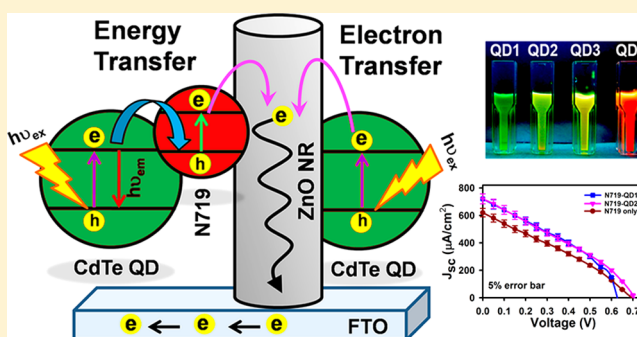 Energy
Transfer
Electron
Transfer
QD1 QD2 QD3
hυex
e
e
h
hυem
h
N719
e
ZnO NR
e
h
hυex
CdTe QD
CdTe QD
e ← e ← e
FTO
N719-QD1
N719-QD2
N719 only
800
600
400
200
0
JSC (µA/cm²)
5% error bar
0.0 0.1 0.2 0.3 0.4 0.5 0.6 0.7
Voltage (V)